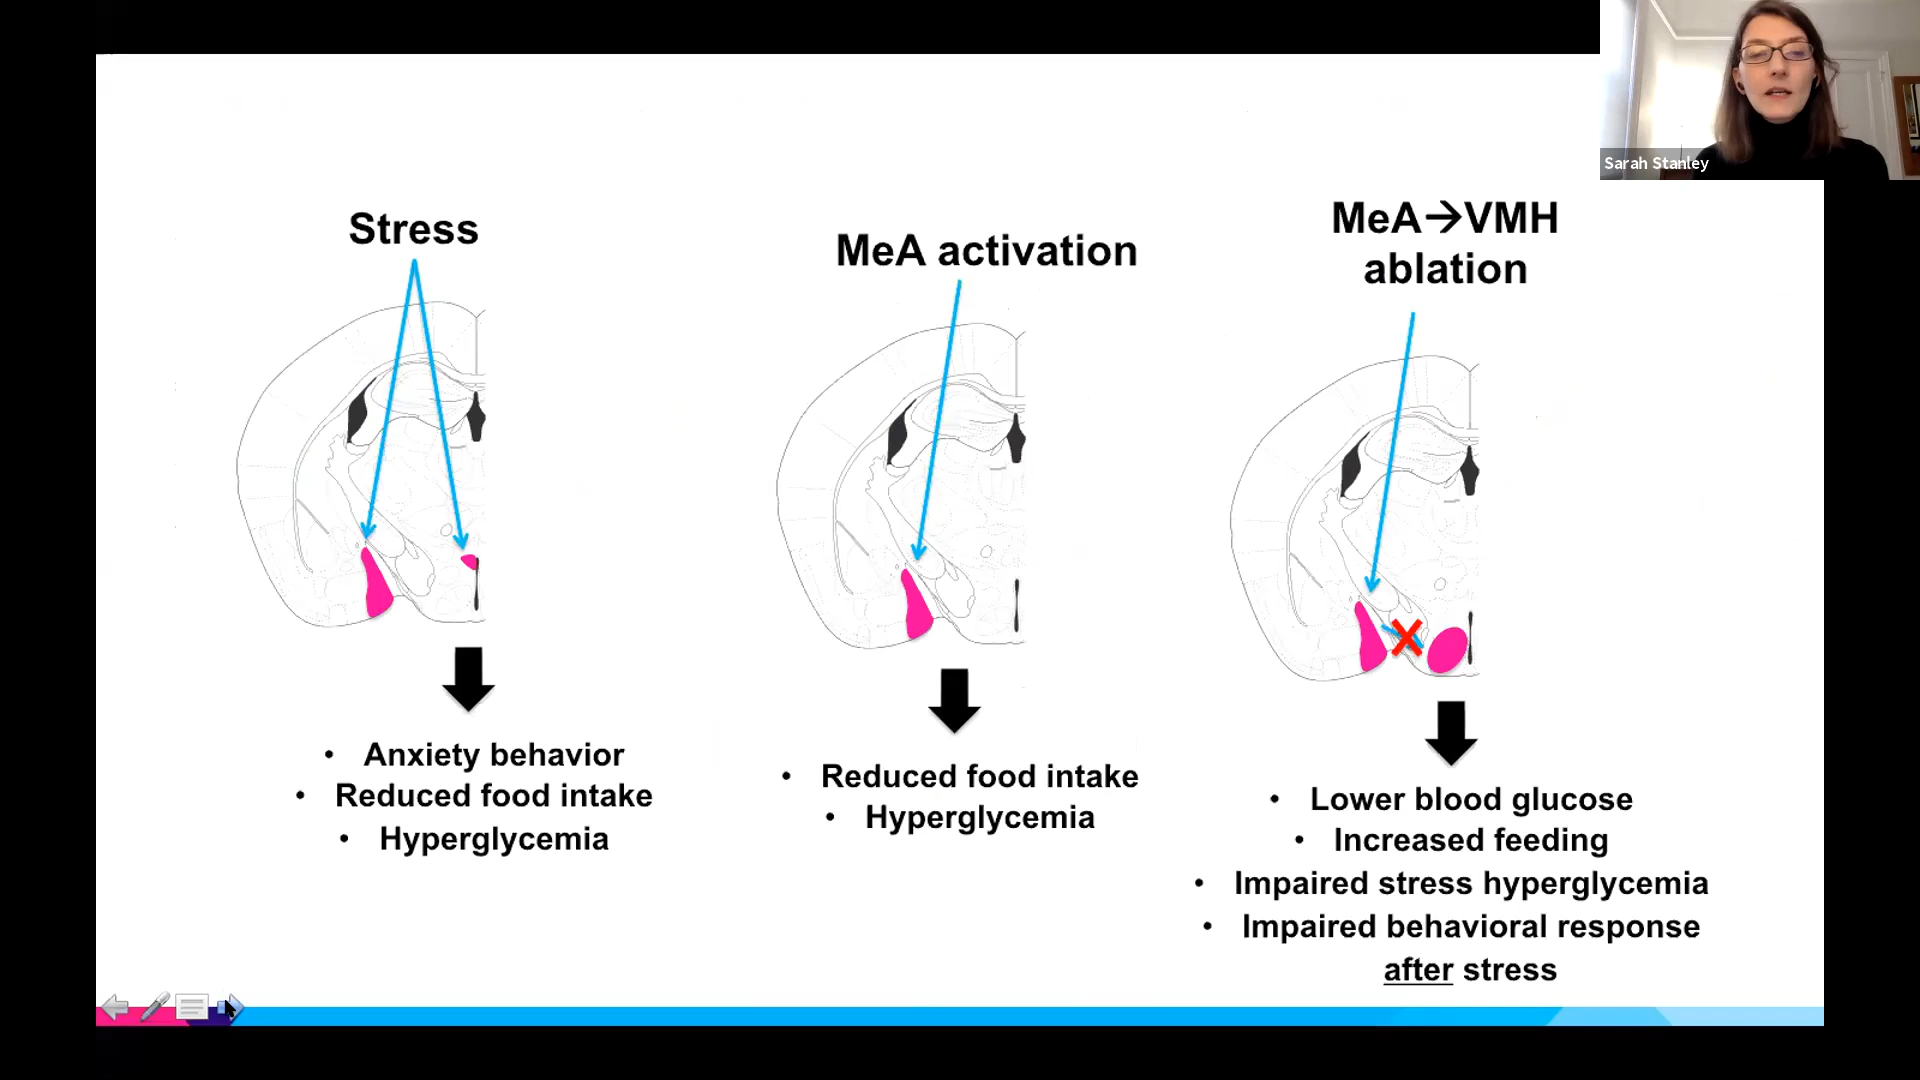 Sarah Stanley
Stress
• Anxiety behavior
• Reduced food intake
• Hyperglycemia
MeA activation
• Reduced food intake
• Hyperglycemia
MeA→VMH
ablation
• Lower blood glucose
• Increased feeding
• Impaired stress hyperglycemia
• Impaired behavioral response
after stress